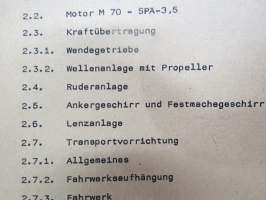 2.2. Motor M 70 - SPA-3,5
2.3. Kraftübertragung
2.3.1. Wendegetriebe
2.3.2. Wellenanlage mit Propeller
2.4. Ruderanlage
2.5. Ankergeschirr und Festmachegeschirr
2.6. Lenzanlage
2.7. Transportvorrichtung
2.7.1. Allgemeines
2.7.2. Fahrwerksaufhängung
2.7.3. Fahrwerk